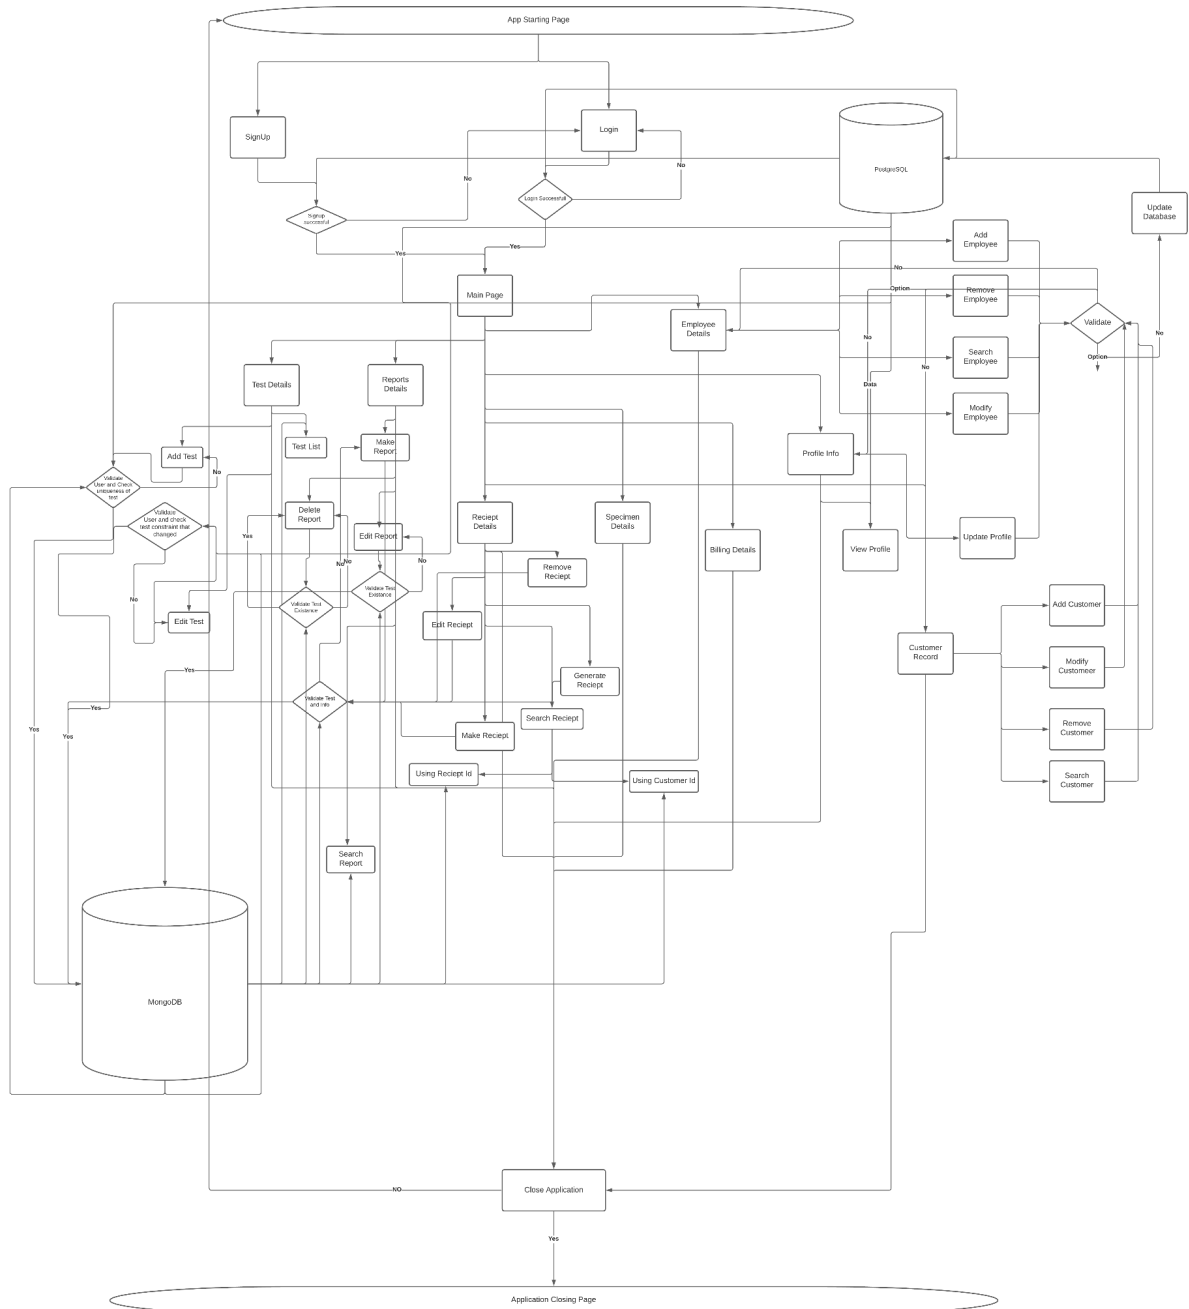 App Starting Page
SignUp
Login
PostgreSQL
Update
Database
No
No
Signup
successfull
Login Successfull
Add
Employee
Yes
Yes
No
Main Page
Option
Remove
Employee
Employee
Details
Validate
No
No
Search
Employee
Option
No
Test Details
Reports
Details
Data
Modify
Employee
Test List
Make
Report
Profile Info
Add Test
No
Validate
User and Check
uniqueness of
test
Validate
User and check
test constraint that
changed
Delete
Report
Yes
Edit Report
Reciept
Details
Specimen
Details
Billing Details
View Profile
Update Profile
No
No
No
Remove
Reciept
Validate Test
Existance
Validate Test
Existence
No
Edit Test
Edit Reciept
Add Customer
Customer
Record
Yes
Generate
Reciept
Modify
Customeer
Validate Test
and Info
Yes
Search Reciept
Yes
Yes
Make Reciept
Remove
Customer
Using Reciept Id
Using Customer Id
Search
Customer
Search
Report
MongoDB
NO
Close Application
Yes
Application Closing Page